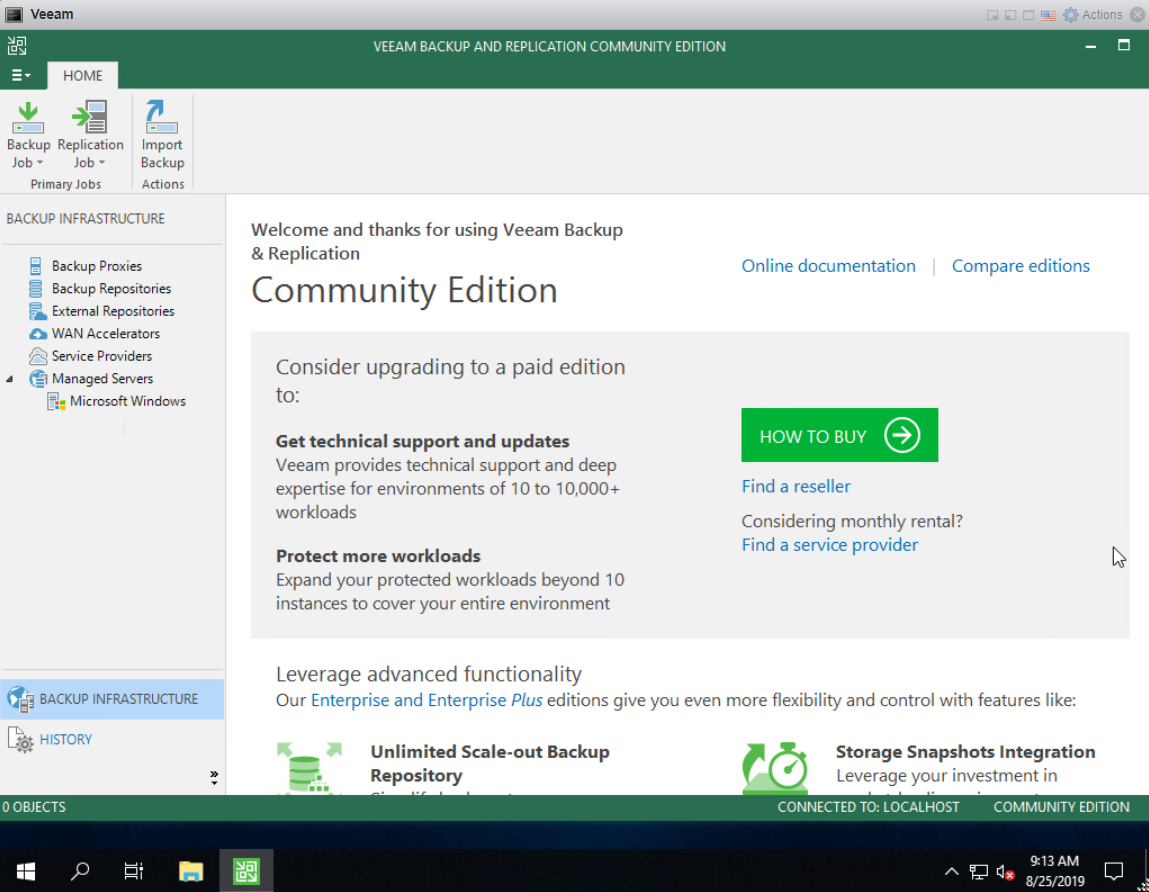 Veeam
Actions
VEEAM BACKUP AND REPLICATION COMMUNITY EDITION
HOME
Backup
Job
Replication
Job
Import
Backup
Primary Jobs
Actions
BACKUP INFRASTRUCTURE
Backup Proxies
Backup Repositories
External Repositories
WAN Accelerators
Service Providers
Managed Servers
Microsoft Windows
BACKUP INFRASTRUCTURE
HISTORY
Welcome and thanks for using Veeam Backup
& Replication
Community Edition
Online documentation | Compare editions
Consider upgrading to a paid edition
to:
Get technical support and updates
Veeam provides technical support and deep
expertise for environments of 10 to 10,000+
workloads
Protect more workloads
Expand your protected workloads beyond 10
instances to cover your entire environment
HOW TO BUY
Find a reseller
Considering monthly rental?
Find a service provider
Leverage advanced functionality
Our Enterprise and Enterprise Plus editions give you even more flexibility and control with features like:
Unlimited Scale-out Backup
Repository
Storage Snapshots Integration
Leverage your investment in
0 OBJECTS
CONNECTED TO: LOCALHOST
COMMUNITY EDITION
9:13 AM
8/25/2019